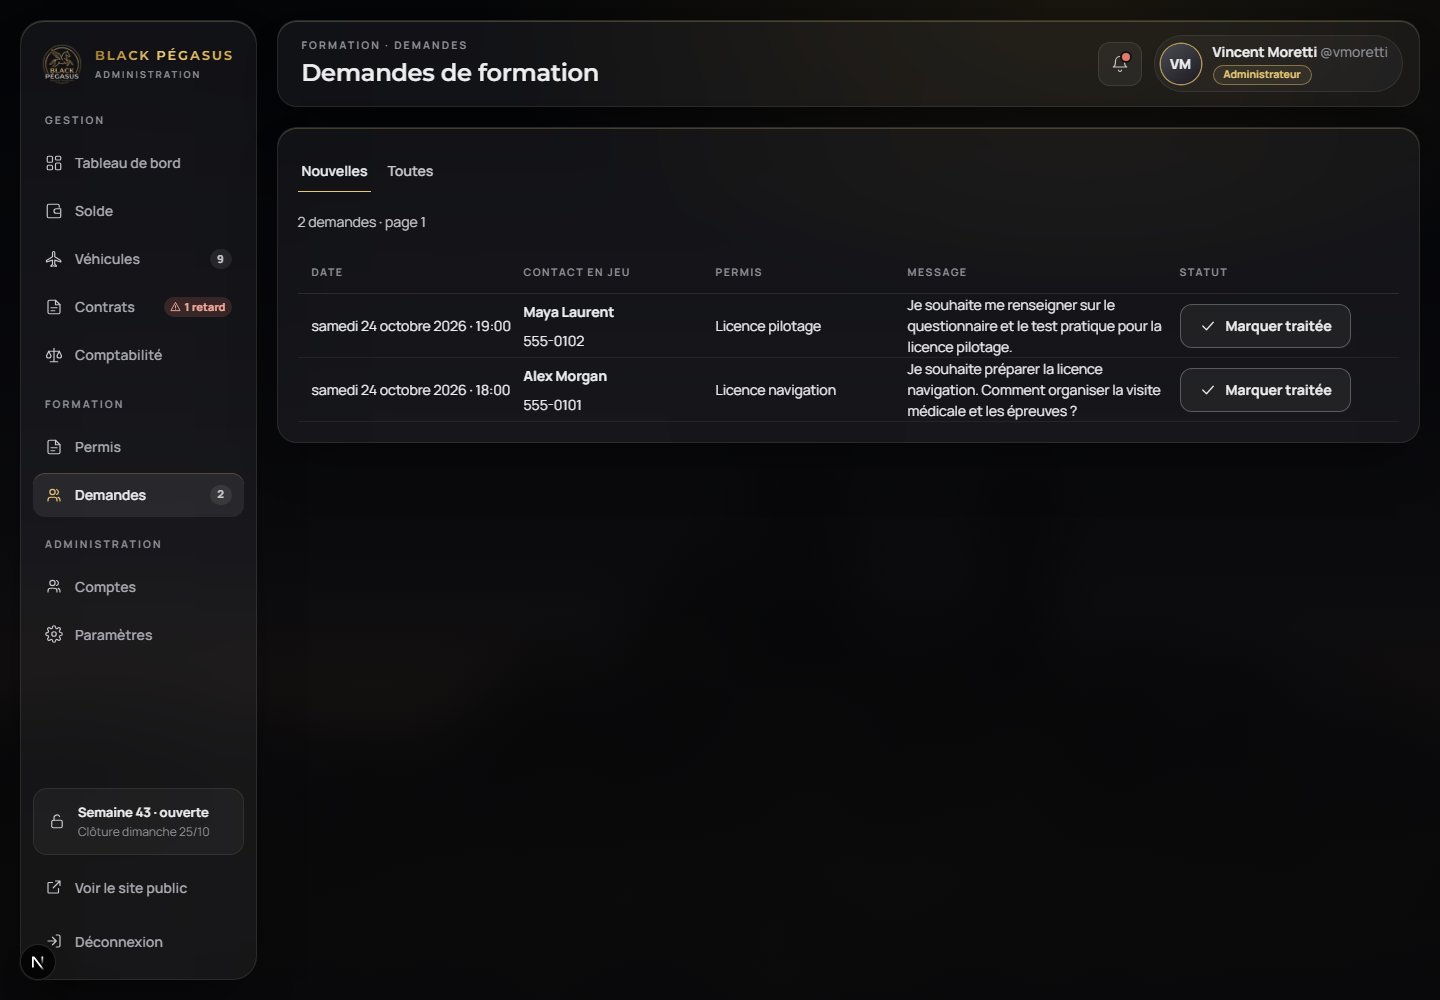 BLACK PÉGASUS
BLACK PÉGASUS
ADMINISTRATION
GESTION
Tableau de bord
Solde
Véhicules 9
Contrats 1 retard
Comptabilité
FORMATION
Permis
Demandes 2
ADMINISTRATION
Comptes
Paramètres
Semaine 43 · ouverte
Clôture dimanche 25/10
Voir le site public
Déconnexion
N
FORMATION · DEMANDES
Demandes de formation
VM
Vincent Moretti @vmoretti
Administrateur
Nouvelles Toutes
2 demandes · page 1
DATE CONTACT EN JEU PERMIS MESSAGE STATUT
samedi 24 octobre 2026 · 19:00
Maya Laurent
555-0102
Licence pilotage
Je souhaite me renseigner sur le
questionnaire et le test pratique pour la
licence pilotage.
Marquer traitée
samedi 24 octobre 2026 · 18:00
Alex Morgan
555-0101
Licence navigation
Je souhaite préparer la licence
navigation. Comment organiser la visite
médicale et les épreuves ?
Marquer traitée